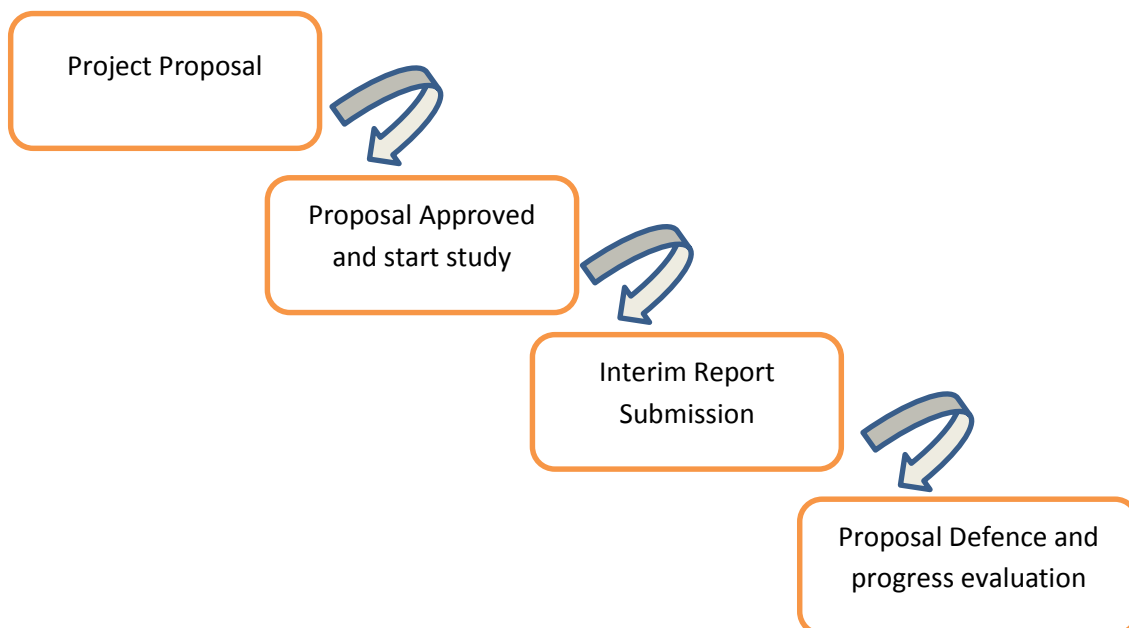 Project Proposal
Proposal Approved
and start study
Interim Report
Submission
Proposal Defence and
progress evaluation